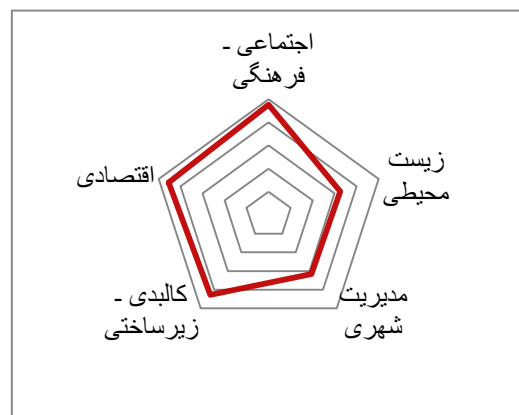 اجتماعی -
فرهنگی
زیست
محیطی
مدیریت
شهری
کالبدی -
زیرساختی
اقتصادی